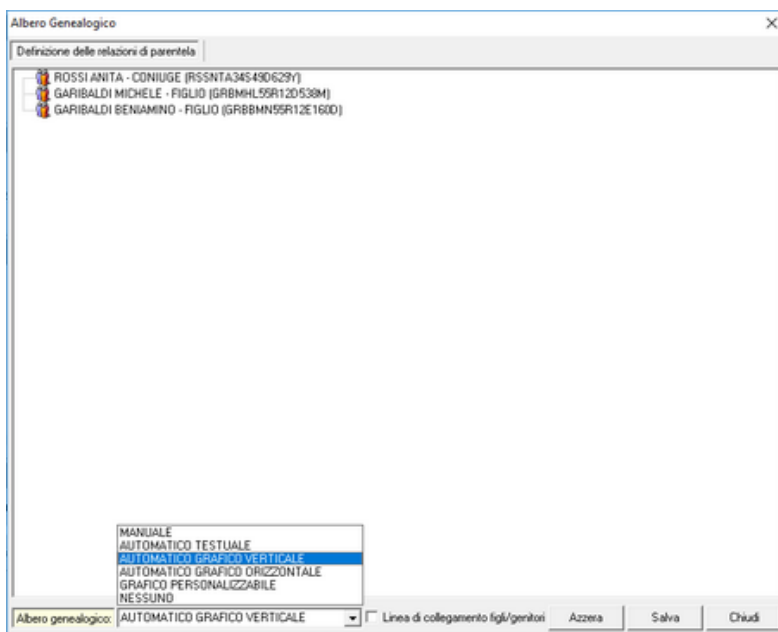 Albero Genealogico
Definizione delle relazioni di parentela
ROSSI ANITA - CONIUGE (RSSNTA34S49D629Y)
GARIBALDI MICHELE - FIGLIO (GRBMHL55R12D538M)
GARIBALDI BENIAMINO - FIGLIO (GRBBMN55R12E160D)
MANUALE
AUTOMATICO TESTUALE
AUTOMATICO GRAFICO VERTICALE
AUTOMATICO GRAFICO ORIZZONTALE
GRAFICO PERSONALIZZABILE
NESSUNO
Albero genealogico: AUTOMATICO GRAFICO VERTICALE Linea di collegamento figli/genitori Azzera Salva Chiudi